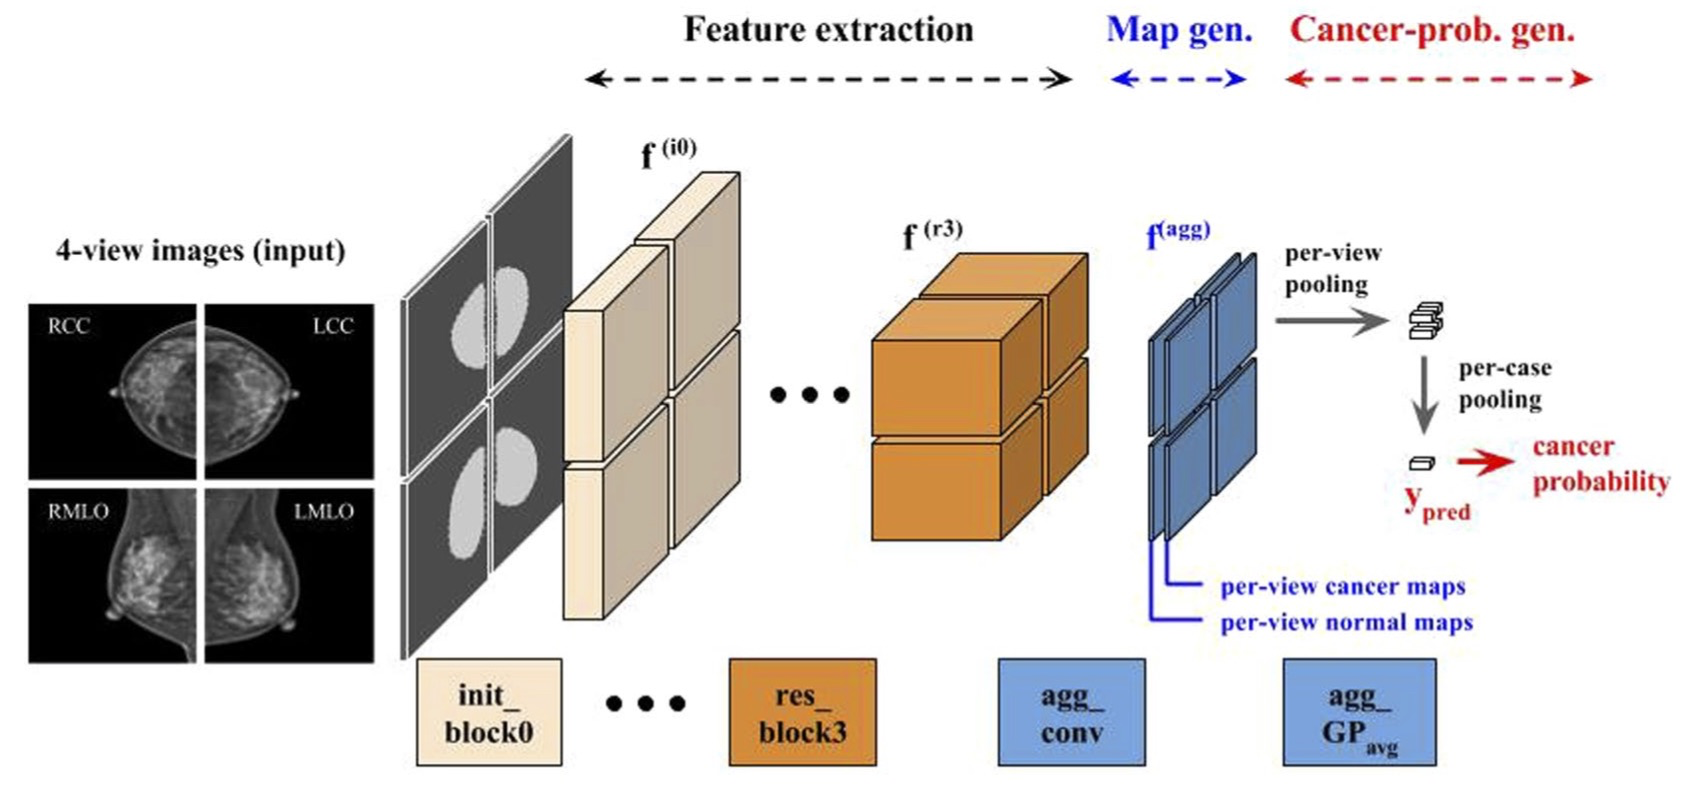 Feature extraction
Map gen.
Cancer-prob. gen.
f (i0)
f (r3)
f(agg)
4-view images (input)
RCC
LCC
RMLO
LMLO
per-view
pooling
per-case
pooling
cancer
probability
ypred
per-view cancer maps
per-view normal maps
init_
block0
res_
block3
agg_
conv
agg_
GPavg